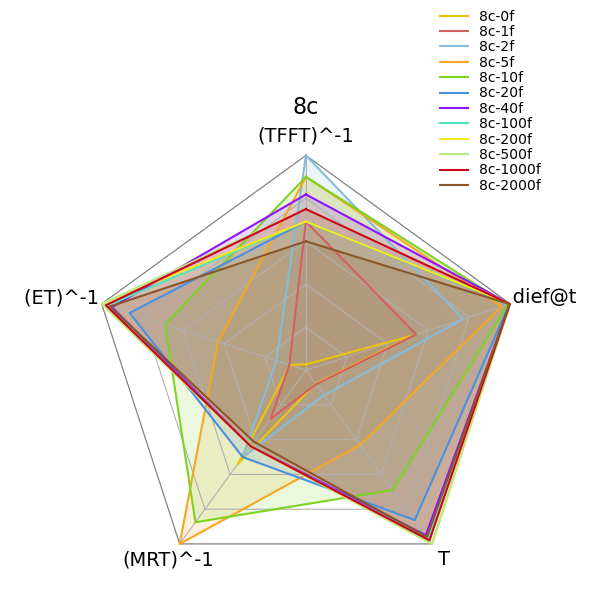 8c-0f
8c-1f
8c-2f
8c-5f
8c-10f
8c-20f
8c-40f
8c-100f
8c-200f
8c-500f
8c-1000f
8c-2000f
8c
(TFFT)^-1
(ET)^-1
dief@t
(MRT)^-1
T